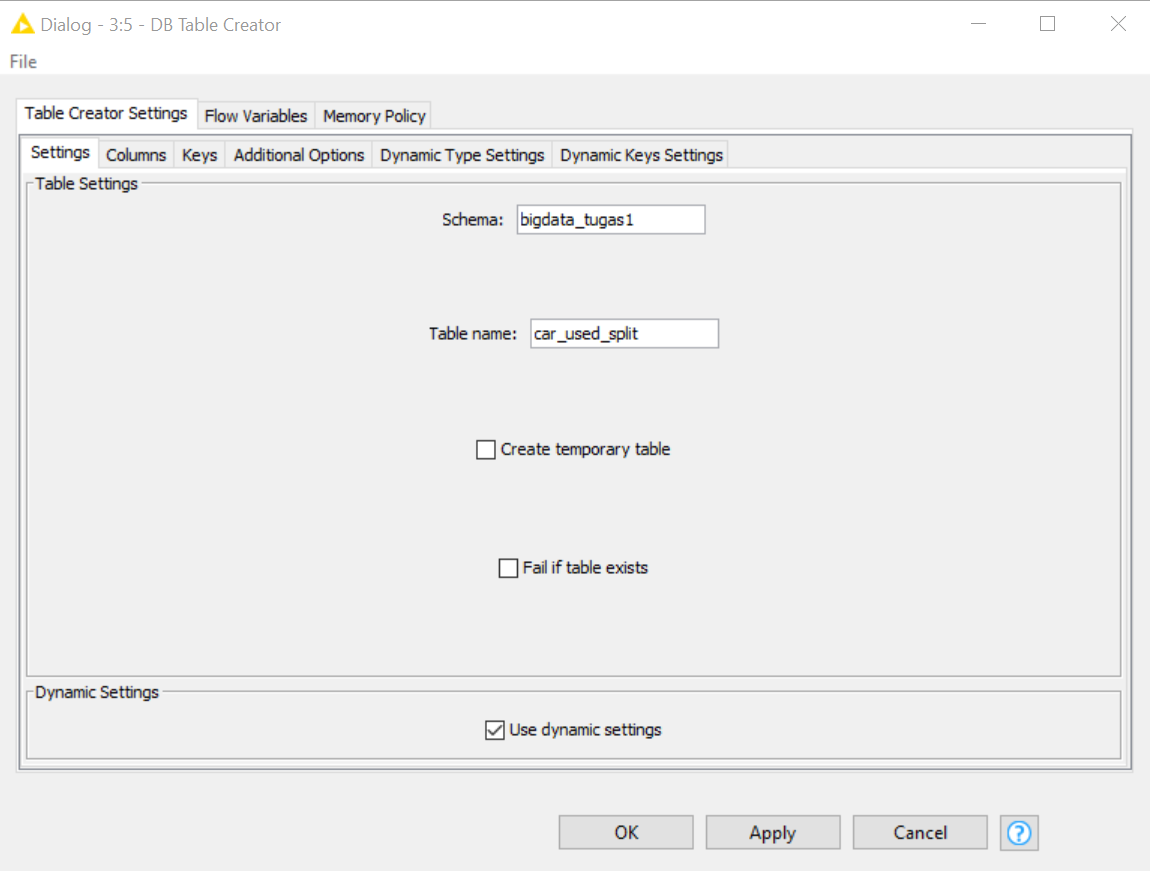 Dialog - 3:5 - DB Table Creator
File
Table Creator Settings Flow Variables Memory Policy
Settings Columns Keys Additional Options Dynamic Type Settings Dynamic Keys Settings
Table Settings
Schema: bigdata_tugas1
Table name: car_used_split
Create temporary table
Fail if table exists
Dynamic Settings
Use dynamic settings
OK Apply Cancel ?